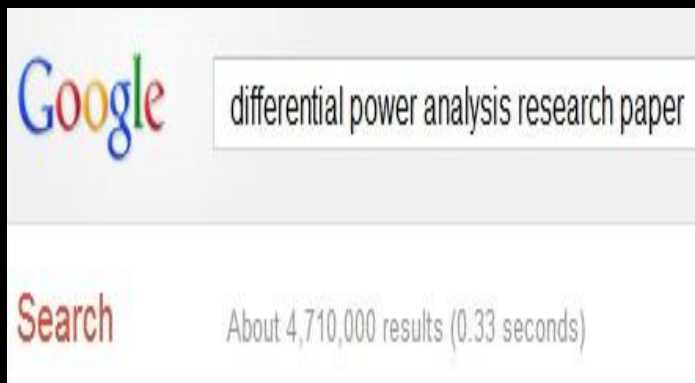 Google differential power analysis research paper
Search About 4,710,000 results (0.33 seconds)